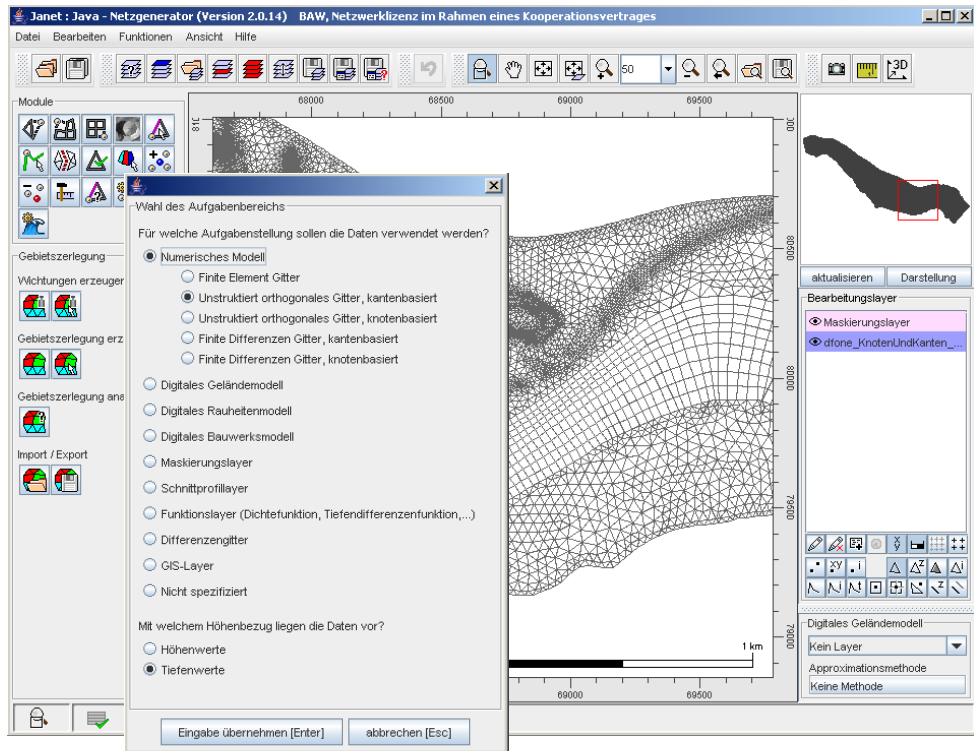 Janet : Java - Netzgenerator (Version 2.0.14) BAW, Netzwerklizenz im Rahmen eines Kooperationsvertrages
Datei Bearbeiten Funktionen Ansicht Hilfe
50
3D
Module
68000 68500 69000 69500
Wahl des Aufgabenbereichs
Für welche Aufgabenstellung sollen die Daten verwendet werden?
Numerisches Modell
Finite Element Gitter
Unstruktiert orthogonales Gitter, kantenbasiert
Unstruktiert orthogonales Gitter, knotenbasiert
Finite Differenzen Gitter, kantenbasiert
Finite Differenzen Gitter, knotenbasiert
Digitales Geländemodell
Digitales Rauheitenmodell
Digitales Bauwerksmodell
Maskierungslayer
Schnittprofillayer
Funktionslayer (Dichtefunktion, Tiefendifferenzenfunktion,...)
Differenzengitter
GIS-Layer
Nicht spezifiziert
Mit welchem Höhenbezug liegen die Daten vor?
Höhenwerte
Tiefenwerte
Eingabe übernehmen [Enter] abbrechen [Esc]
Gebietszerlegung
Wichtungen erzeugen
Gebietszerlegung erz
Gebietszerlegung ana
Import / Export
80500
80000
79500
79000
1 km
69000 69500
aktualisieren Darstellung
Bearbeitungslayer
Maskierungslayer
dfone_KnotenUndKanten_...
Digitales Geländemodell
Kein Layer
Approximationsmethode
Keine Methode